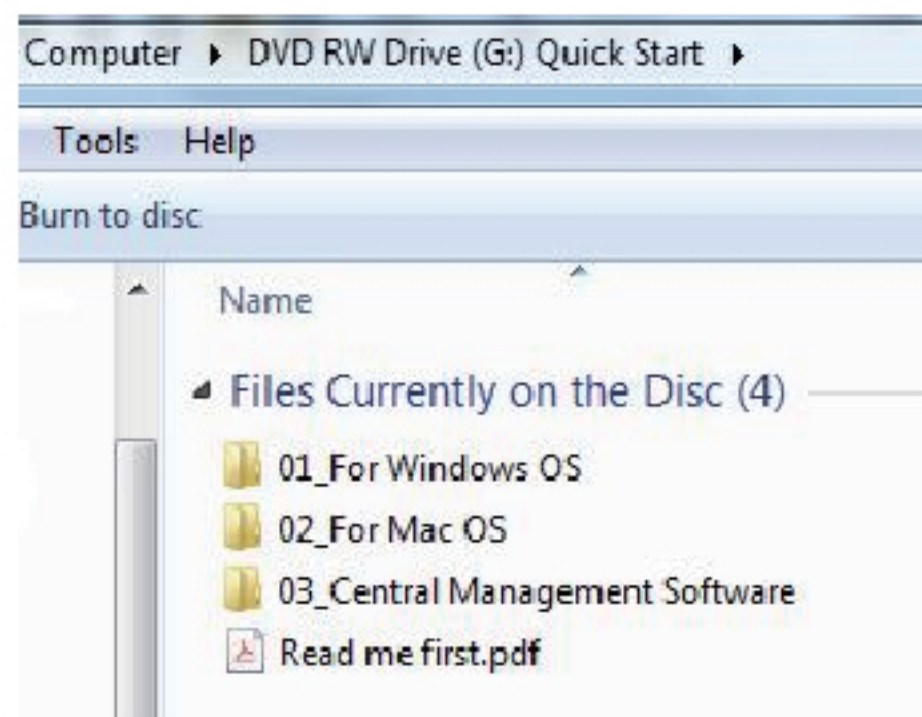 Computer ▸ DVD RW Drive (G:) Quick Start ▸
Tools Help
Burn to disc
Name
Files Currently on the Disc (4)
01_For Windows OS
02_For Mac OS
03_Central Management Software
Read me first.pdf